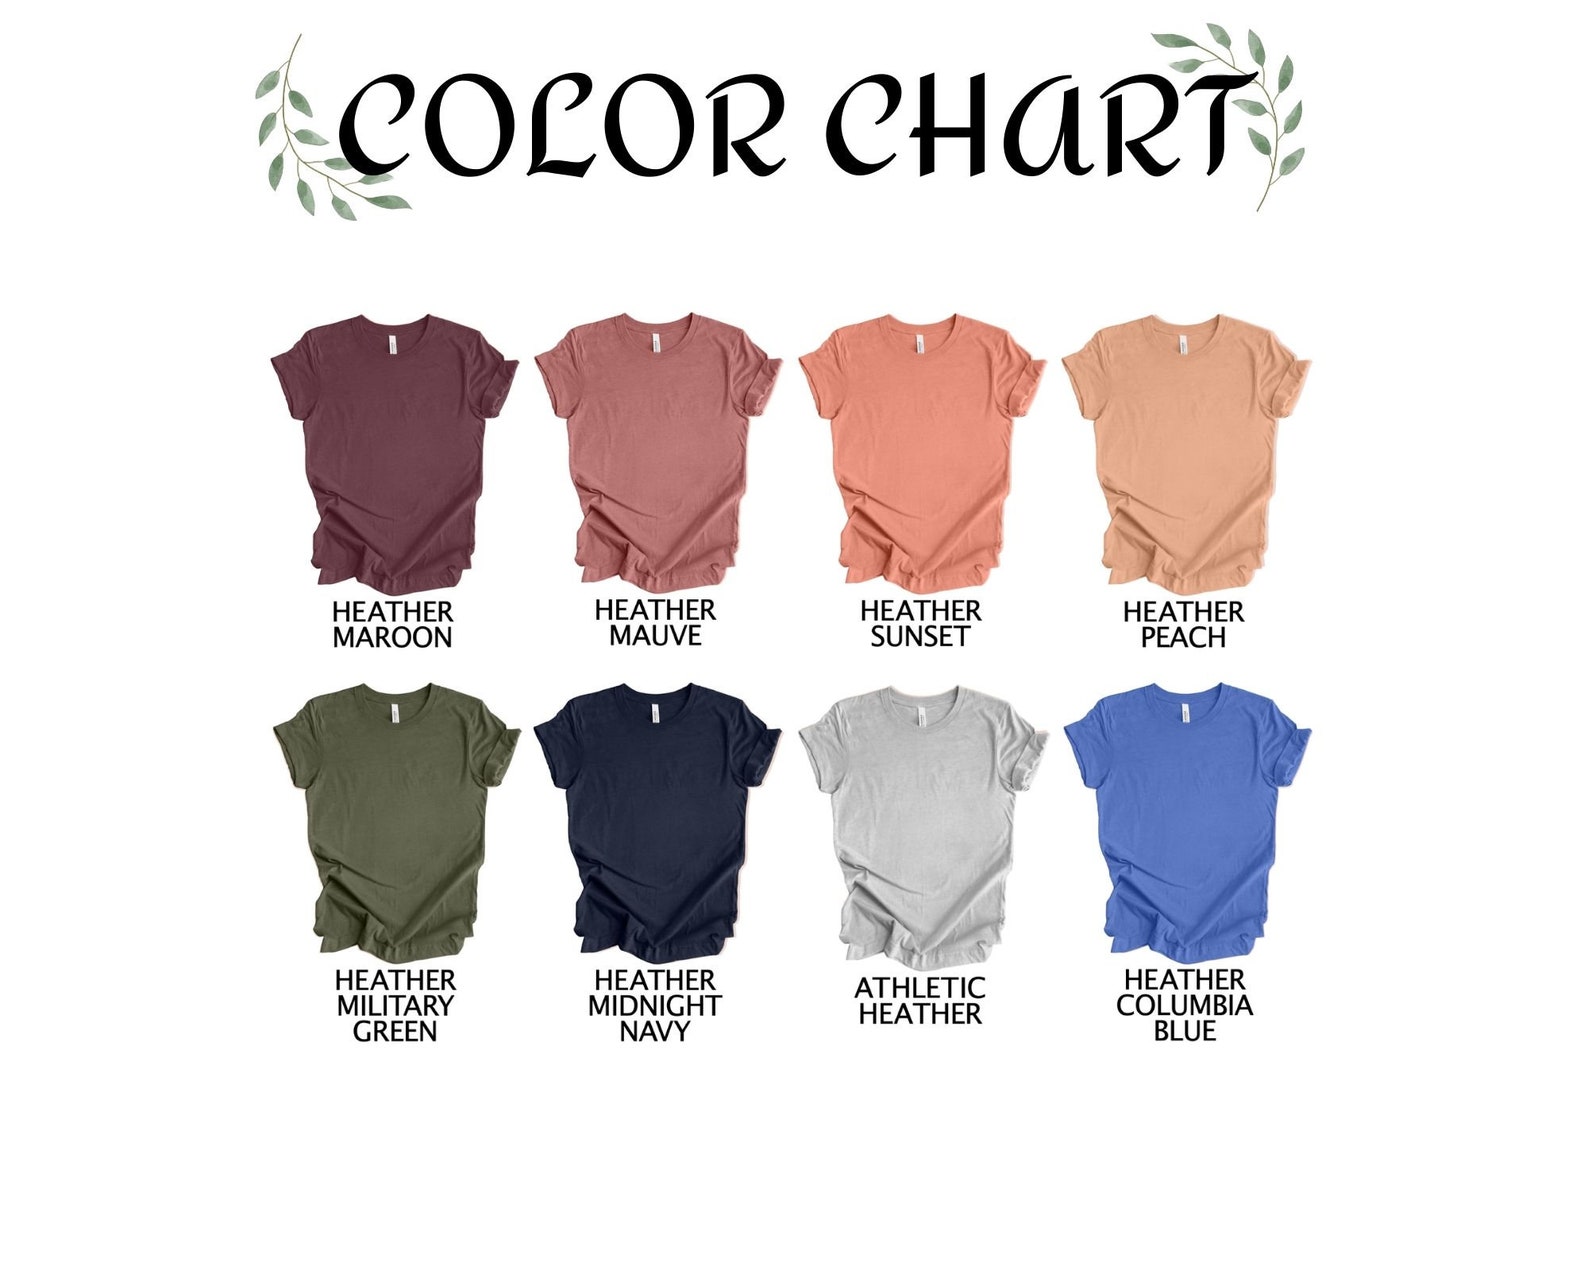 COLOR CHART
HEATHER
MAROON
HEATHER
MAUVE
HEATHER
SUNSET
HEATHER
PEACH
HEATHER
MILITARY
GREEN
HEATHER
MIDNIGHT
NAVY
ATHLETIC
HEATHER
HEATHER
COLUMBIA
BLUE